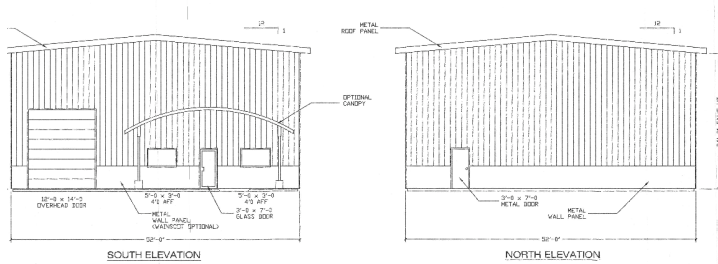 12
1
METAL
ROOF PANEL
12
1
OPTIONAL
CANOPY
12'-0 x 14'-0
OVERHEAD DOOR
5'-0 x 3'-0
4'0 AFF
5'-0 x 3'-0
4'0 AFF
3'-0 x 7'-0
GLASS DOOR
METAL
WALL PANEL
(WAINSCOT OPTIONAL)
52'-0"
SOUTH ELEVATION
3'-0 x 7'-0
METAL DOOR
METAL
WALL PANEL
52'-0"
NORTH ELEVATION